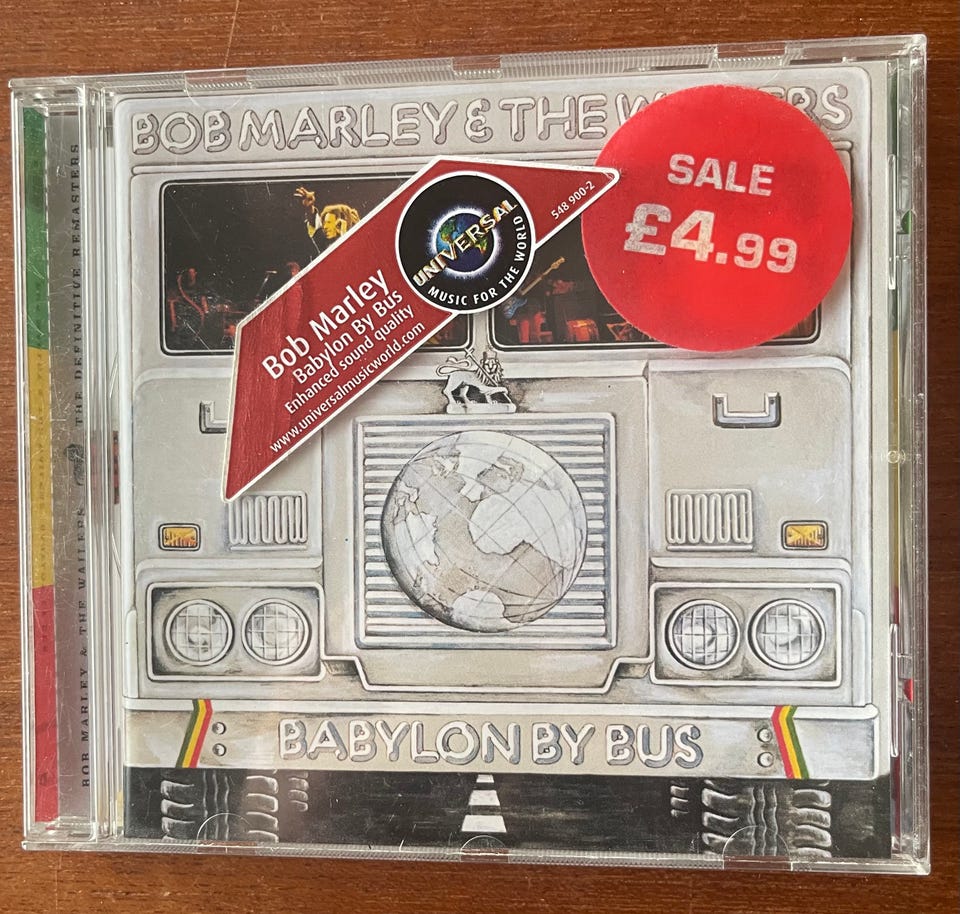 BOB MARLEY & THE W
ERS
SALE
£4.99
UNIVERSAL
MUSIC FOR THE WORLD
548 900-2
Bob Marley
Babylon By Bus
Enhanced sound quality
www.universalmusicworld.com
BABYLON BY BUS
BOB MARLEY & THE WAILERS
THE DEFINITIVE REMASTERS